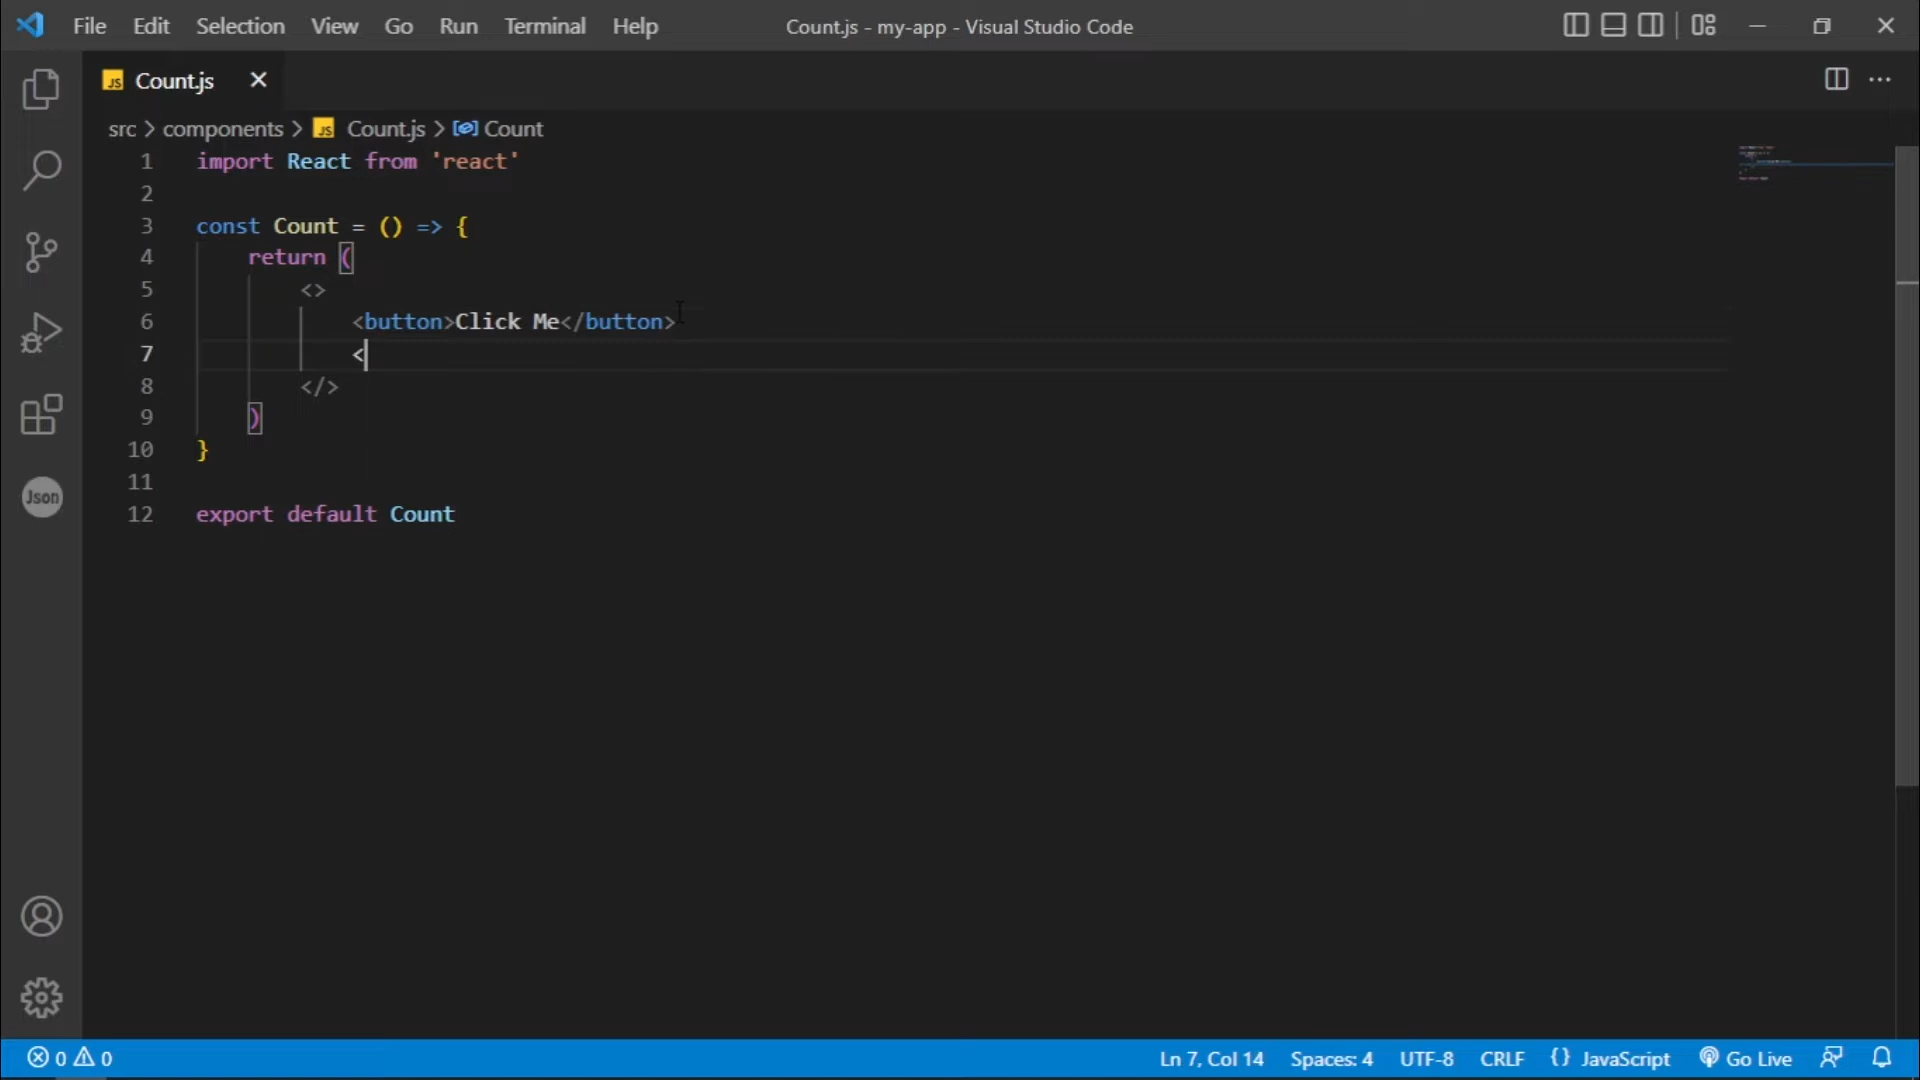 File Edit Selection View Go Run Terminal Help Count.js - my-app - Visual Studio Code
JS Count.js
src > components > JS Count.js > Count
1 import React from 'react'
2
3 const Count = () => {
4 return (
5 <>
6 <button>Click Me</button>
7 <
8 </>
9 )
10 }
11
12 export default Count
Json
0 0 Ln 7, Col 14 Spaces: 4 UTF-8 CRLF {} JavaScript Go Live